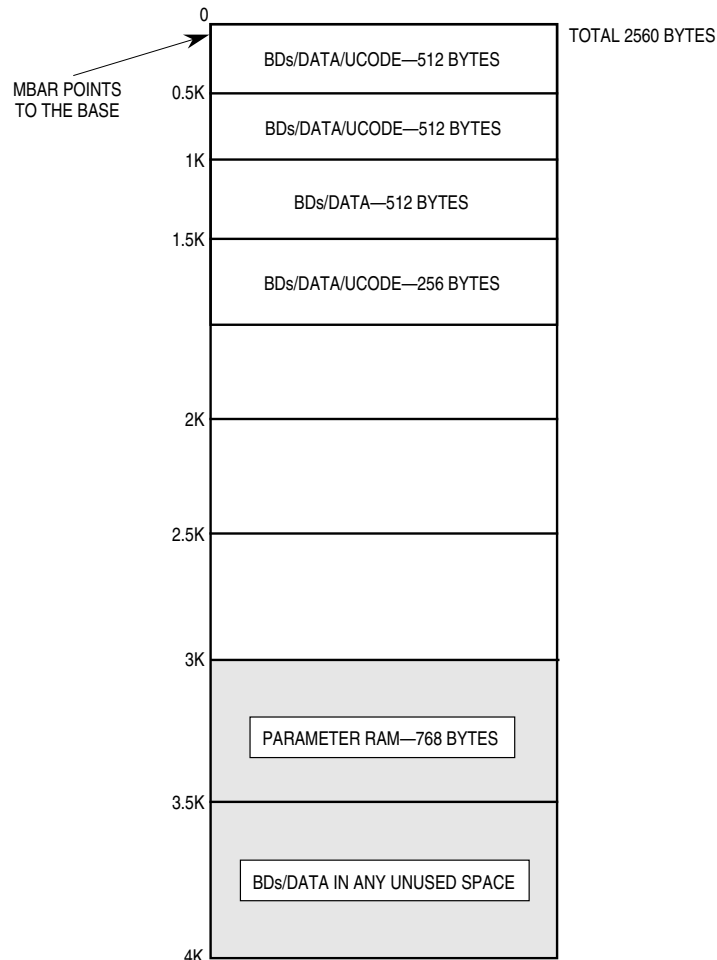 0
TOTAL 2560 BYTES
BDs/DATA/UCODE—512 BYTES
MBAR POINTS
TO THE BASE
0.5K
BDs/DATA/UCODE—512 BYTES
1K
BDs/DATA—512 BYTES
1.5K
BDs/DATA/UCODE—256 BYTES
2K
2.5K
3K
PARAMETER RAM—768 BYTES
3.5K
BDs/DATA IN ANY UNUSED SPACE
4K